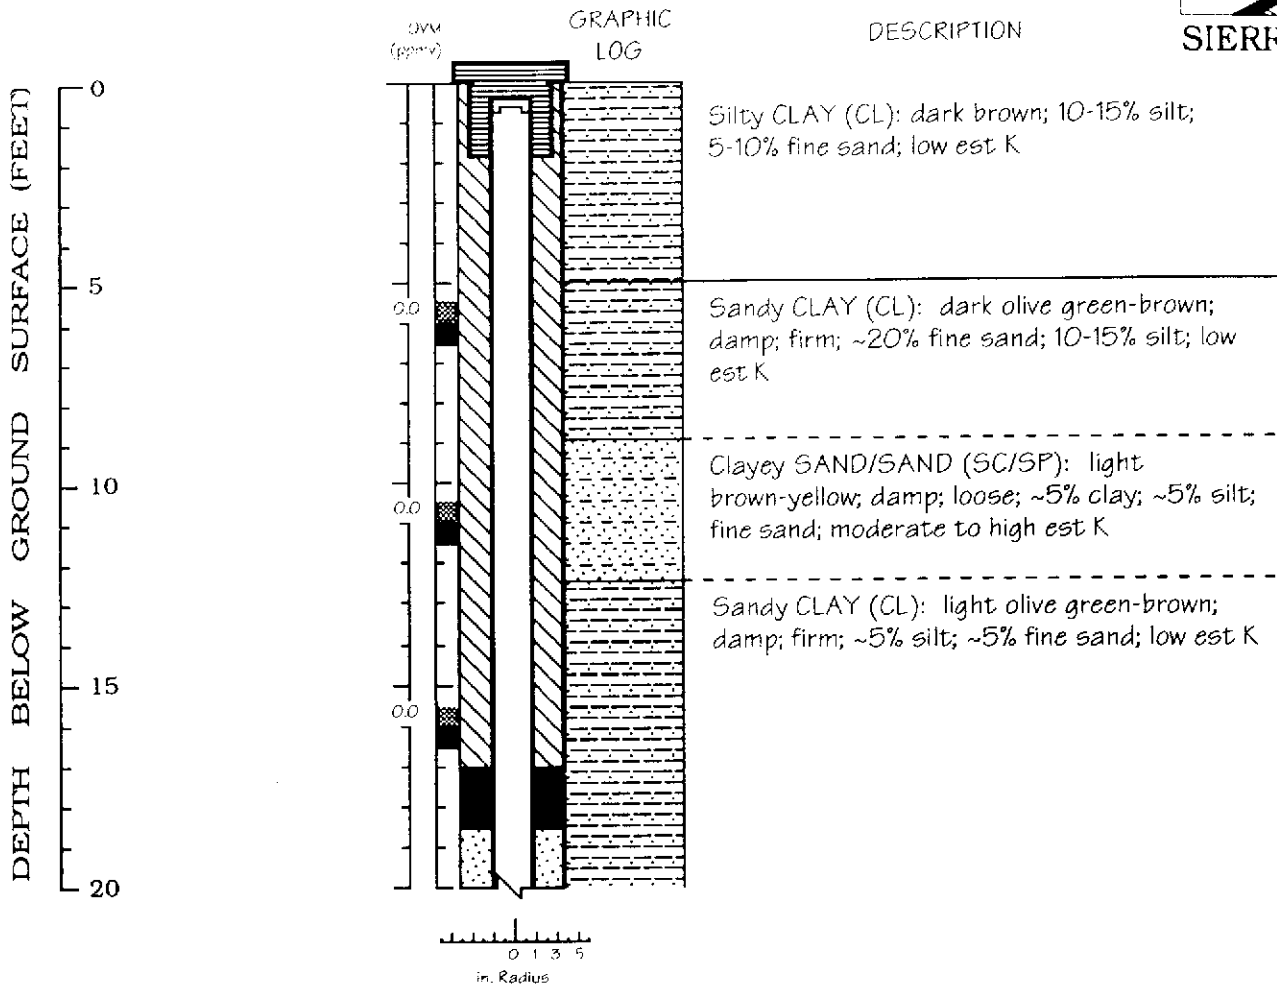 OVM
(ppmv)
GRAPHIC
LOG
DESCRIPTION
SIERR
DEPTH BELOW GROUND SURFACE (FEET)
0
5
10
15
20
0.0
0.0
0.0
Silty CLAY (CL): dark brown; 10-15% silt;
5-10% fine sand; low est K
Sandy CLAY (CL): dark olive green-brown;
damp; firm; ~20% fine sand; 10-15% silt; low
est K
Clayey SAND/SAND (SC/SP): light
brown-yellow; damp; loose; ~5% clay; ~5% silt;
fine sand; moderate to high est K
Sandy CLAY (CL): light olive green-brown;
damp; firm; ~5% silt; ~5% fine sand; low est K
0 1 3 5
in. Radius